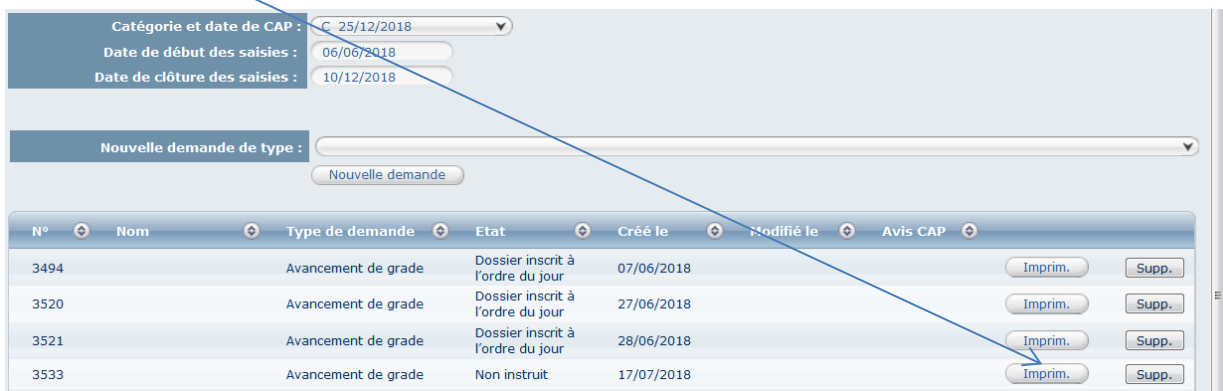 Catégorie et date de CAP : C 25/12/2018
Date de début des saisies : 06/06/2018
Date de clôture des saisies : 10/12/2018
Nouvelle demande de type :
Nouvelle demande
N° Nom Type de demande Etat Créé le Modifié le Avis CAP
3494 Avancement de grade Dossier inscrit à l'ordre du jour 07/06/2018 Imprim. Supp.
3520 Avancement de grade Dossier inscrit à l'ordre du jour 27/06/2018 Imprim. Supp.
3521 Avancement de grade Dossier inscrit à l'ordre du jour 28/06/2018 Imprim. Supp.
3533 Avancement de grade Non instruit 17/07/2018 Imprim. Supp.